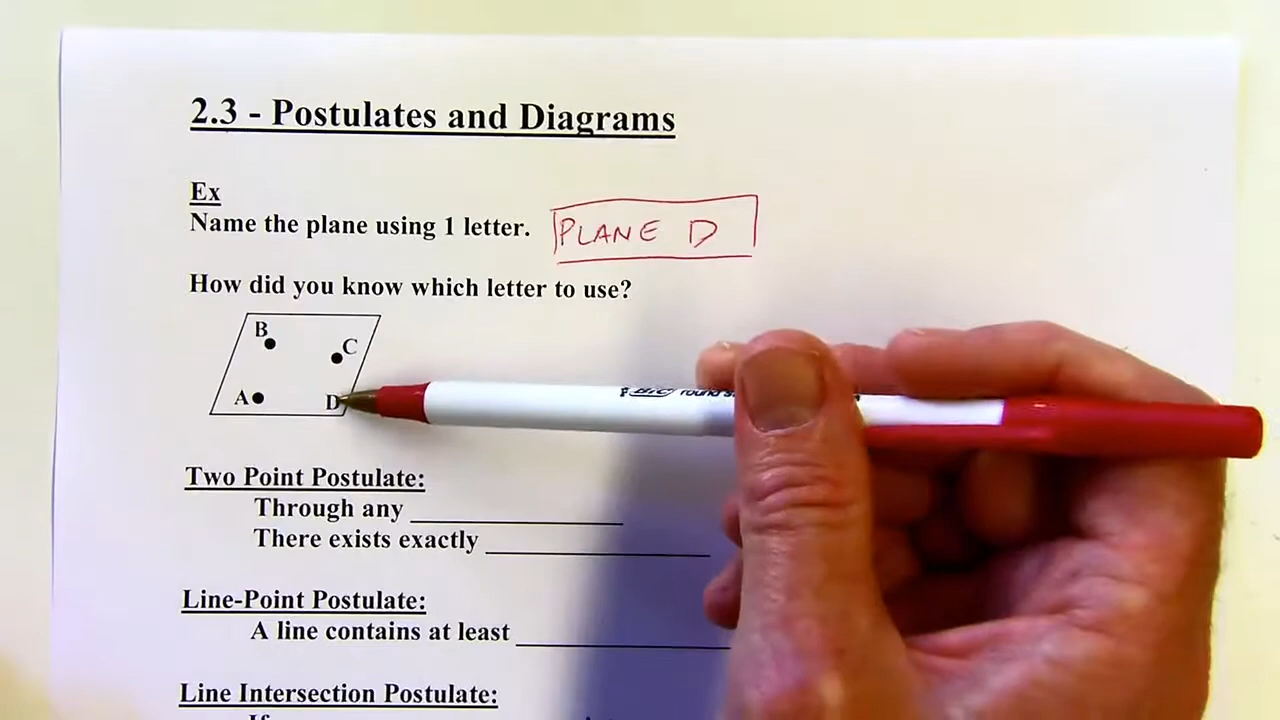 2.3 - Postulates and Diagrams
Ex
Name the plane using 1 letter. PLANE D
How did you know which letter to use?
B
C
A
D
Two Point Postulate:
Through any
There exists exactly
Line-Point Postulate:
A line contains at least
Line Intersection Postulate:
BIC round